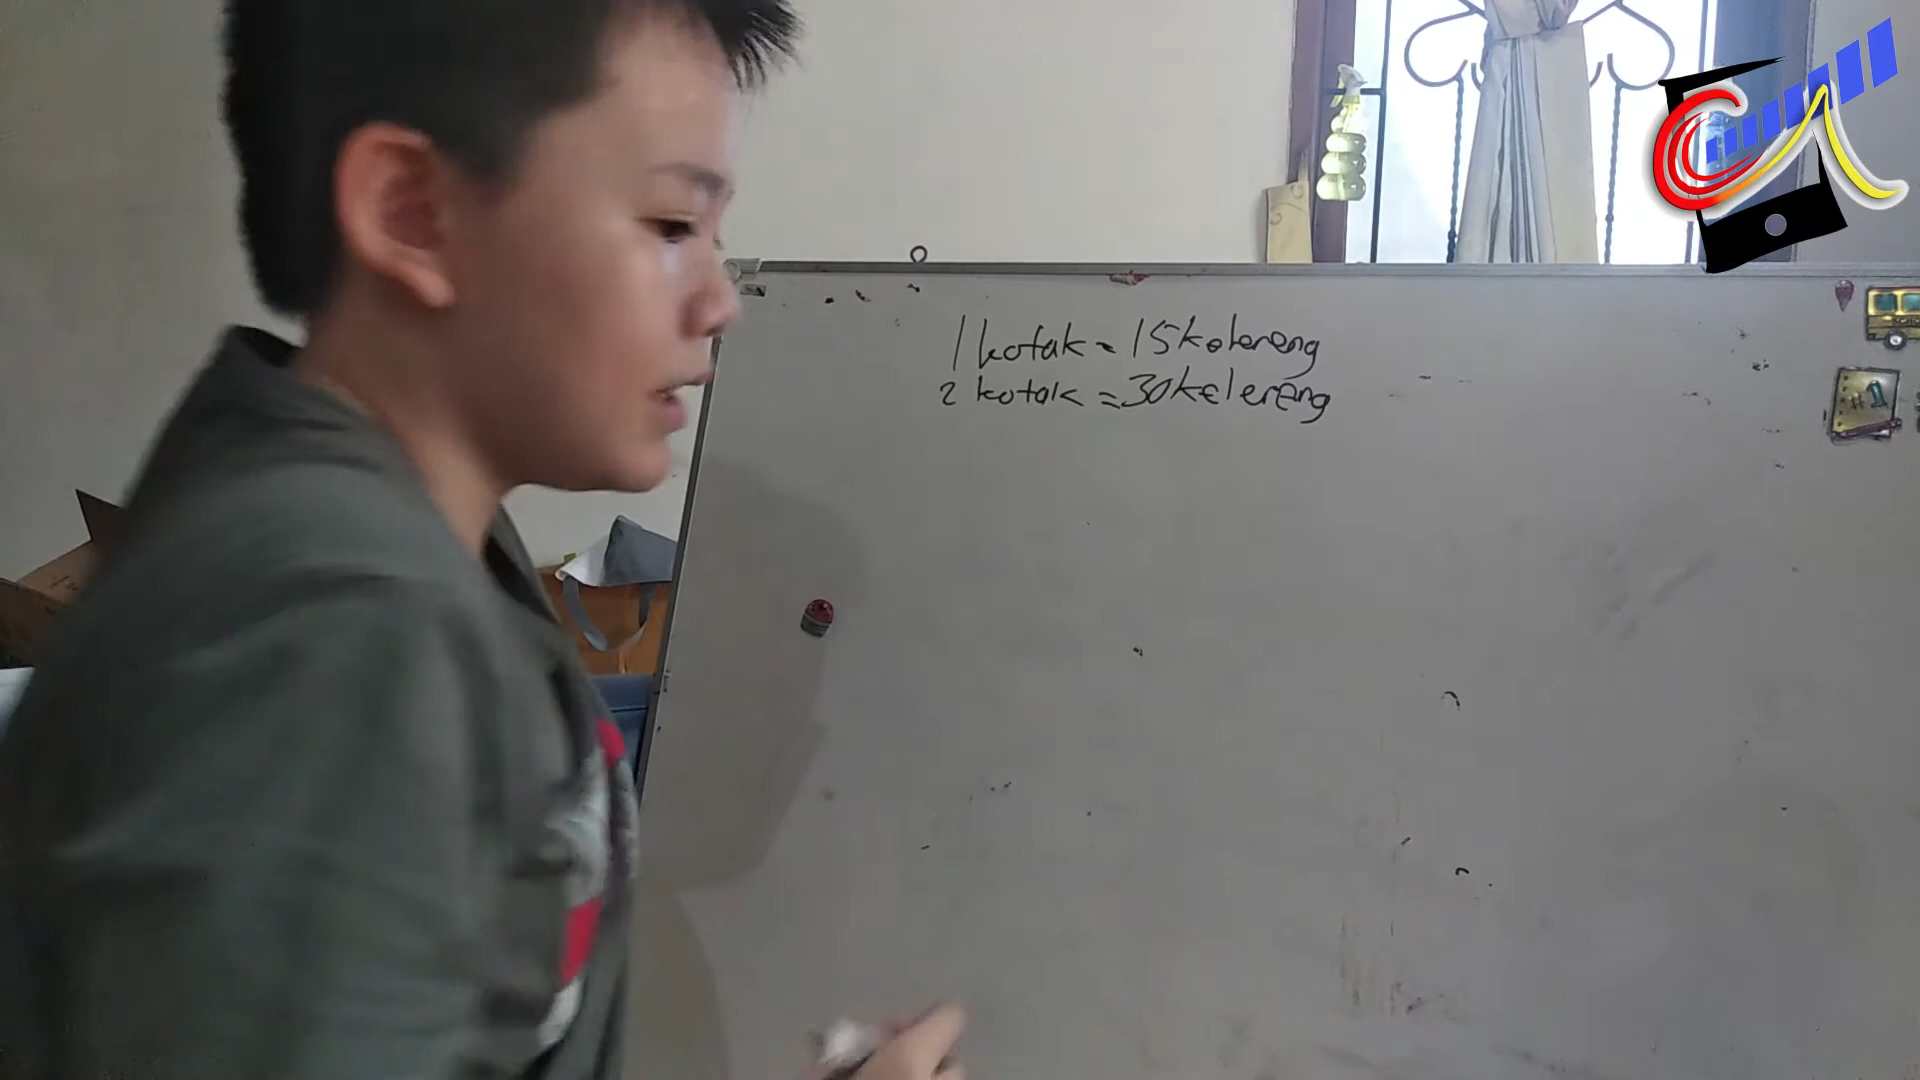 1 kotak = 15 kelereng
2 kotak = 30 kelereng